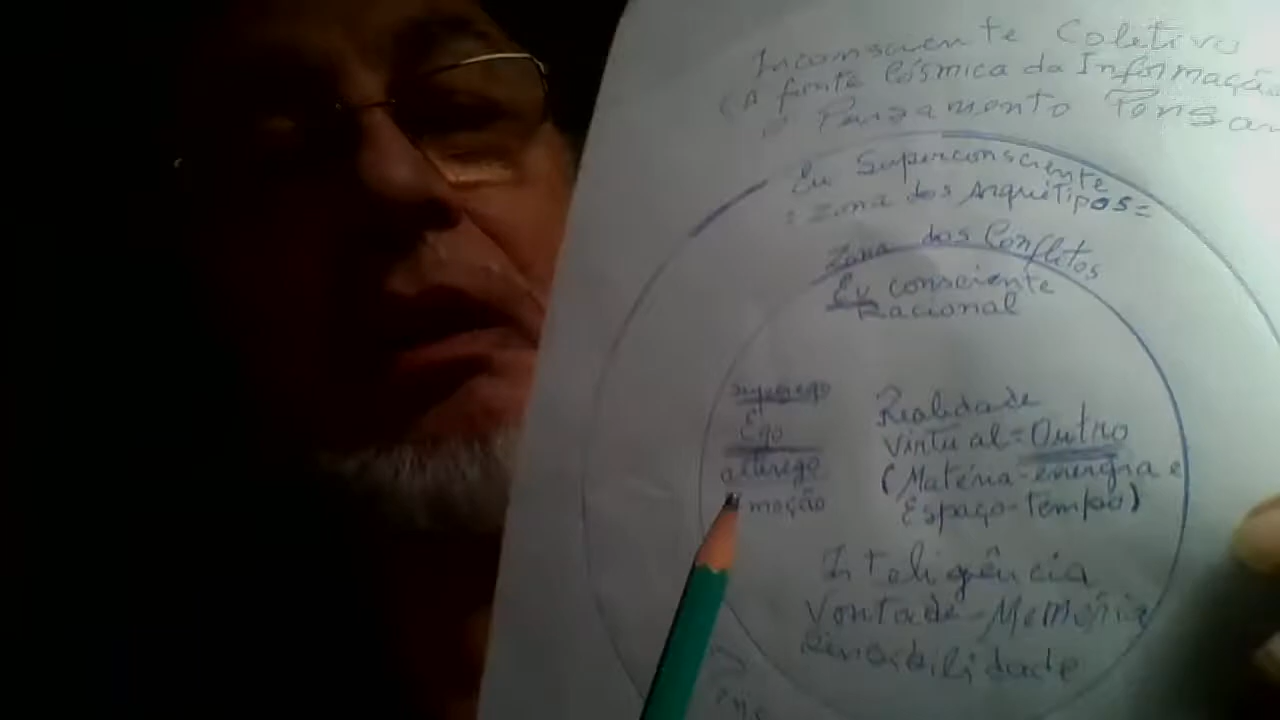 Inconsciente Coletivo
(A fonte Cósmica da Informação
o Pensamento Pensan
Eu Superconsciente
= Zona dos Arquétipos =
Zona dos Conflitos
Eu consciente
Racional
superego
Ego
alterego
emoção
Realidade
Virtual = Outro
(Matéria-energia e
Espaço-tempo)
Inteligência
Vontade - Memória
Sensibilidade